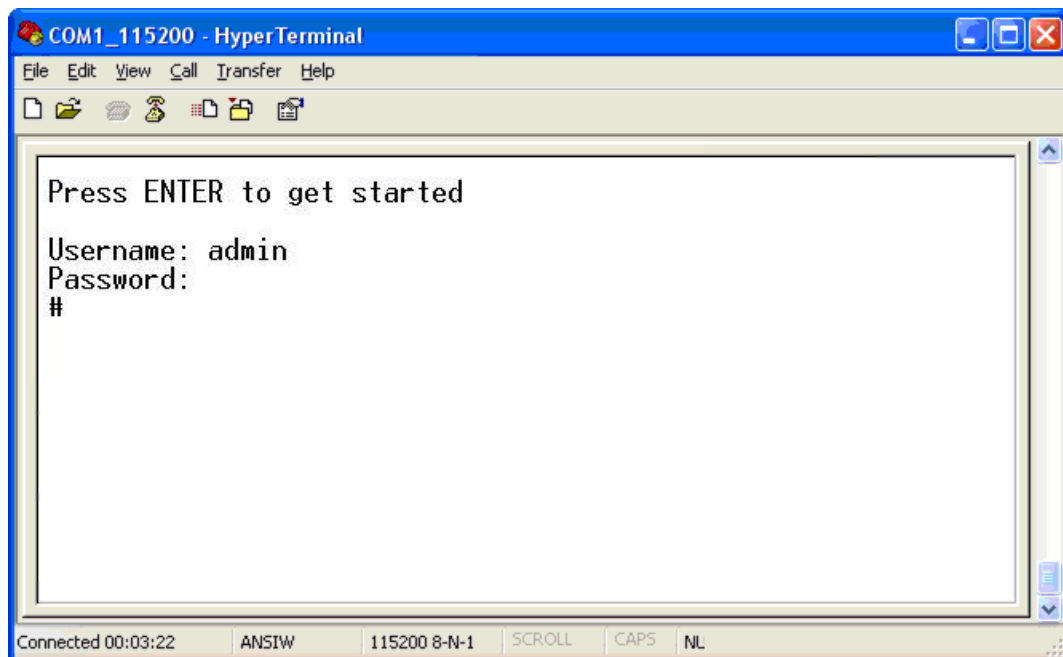 COM1_115200 - HyperTerminal
File Edit View Call Transfer Help
Press ENTER to get started
Username: admin
Password:
#
Connected 00:03:22 ANSIW 115200 8-N-1 SCROLL CAPS NU